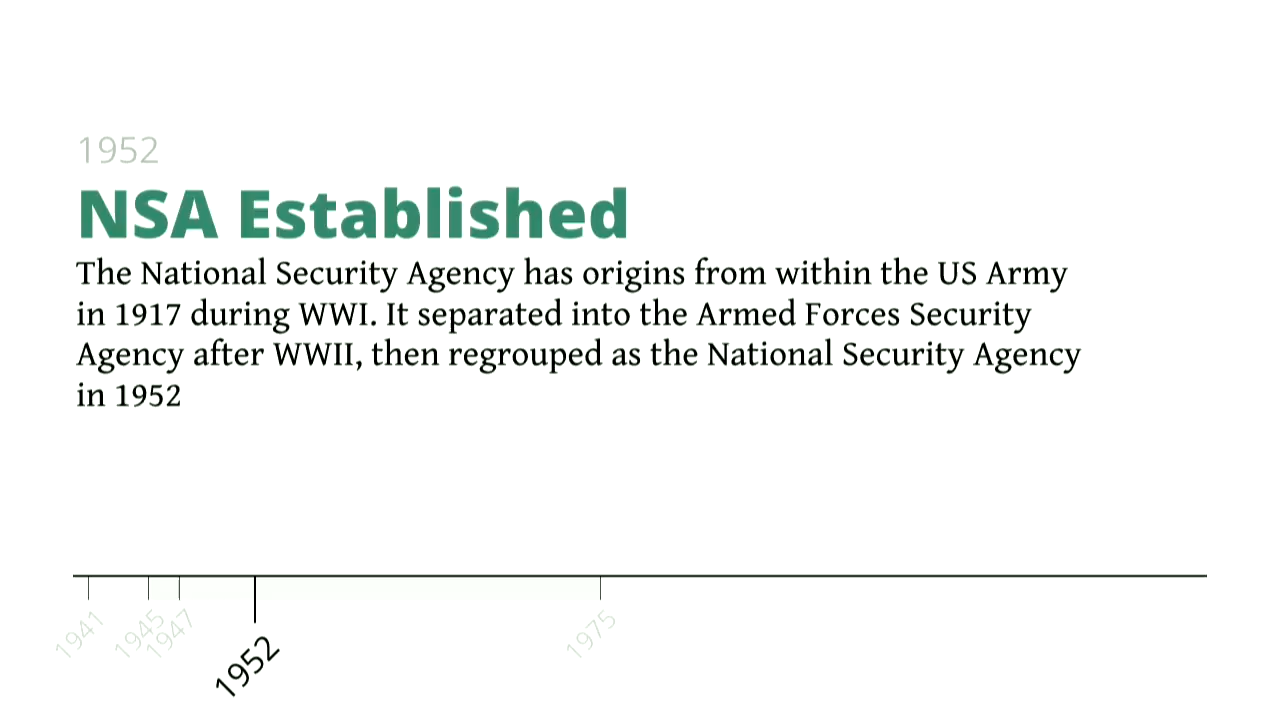 1952
NSA Established
The National Security Agency has origins from within the US Army
in 1917 during WWI. It separated into the Armed Forces Security
Agency after WWII, then regrouped as the National Security Agency
in 1952
1941
1945
1947
1952
1975